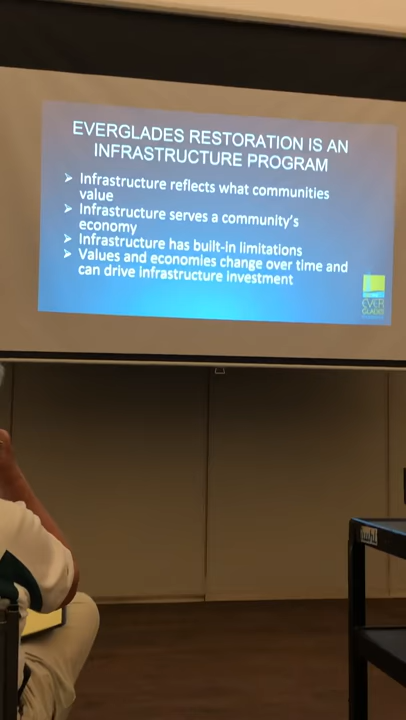 EVERGLADES RESTORATION IS AN
INFRASTRUCTURE PROGRAM
➢ Infrastructure reflects what communities
value
➢ Infrastructure serves a community's
economy
➢ Infrastructure has built-in limitations
➢ Values and economies change over time and
can drive infrastructure investment
EVER
GLADES